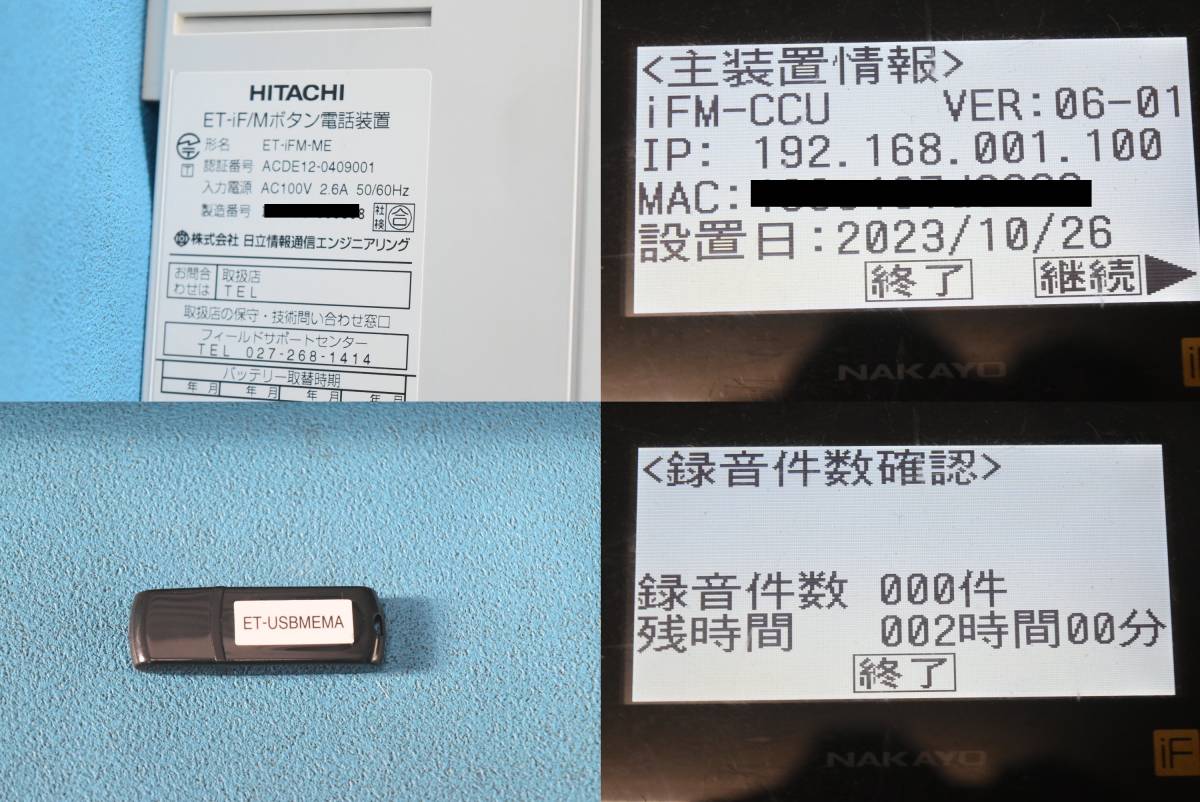 HITACHI
ET-iF/Mボタン電話装置
形名 ET-iFM-ME
T
認証番号 ACDE12-0409001
入力電源 AC100V 2.6A 50/60Hz
製造番号
社検 合
株式会社 日立情報通信エンジニアリング
お問合わせは
取扱店
TEL
取扱店の保守・技術問い合わせ窓口
フィールドサポートセンター
TEL 027-268-1414
バッテリー取替時期
年 月 年 月 年 月 年 月
<主装置情報>
iFM-CCU VER:06-01
IP: 192.168.001.100
MAC:
設置日:2023/10/26
終了 継続
NAKAYO
ET-USBMEMA
<録音件数確認>
録音件数 000件
残時間 002時間00分
終了
NAKAYO
iF